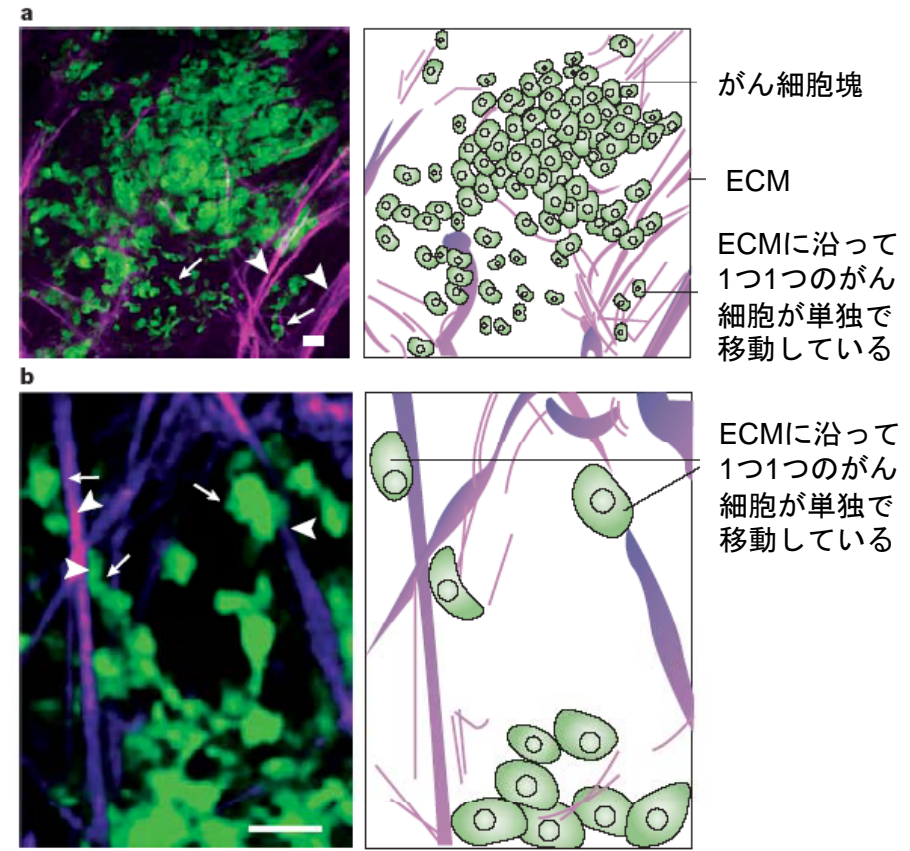 a
がん細胞塊
ECM
ECMに沿って
1つ1つのがん
細胞が単独で
移動している
b
ECMに沿って
1つ1つのがん
細胞が単独で
移動している